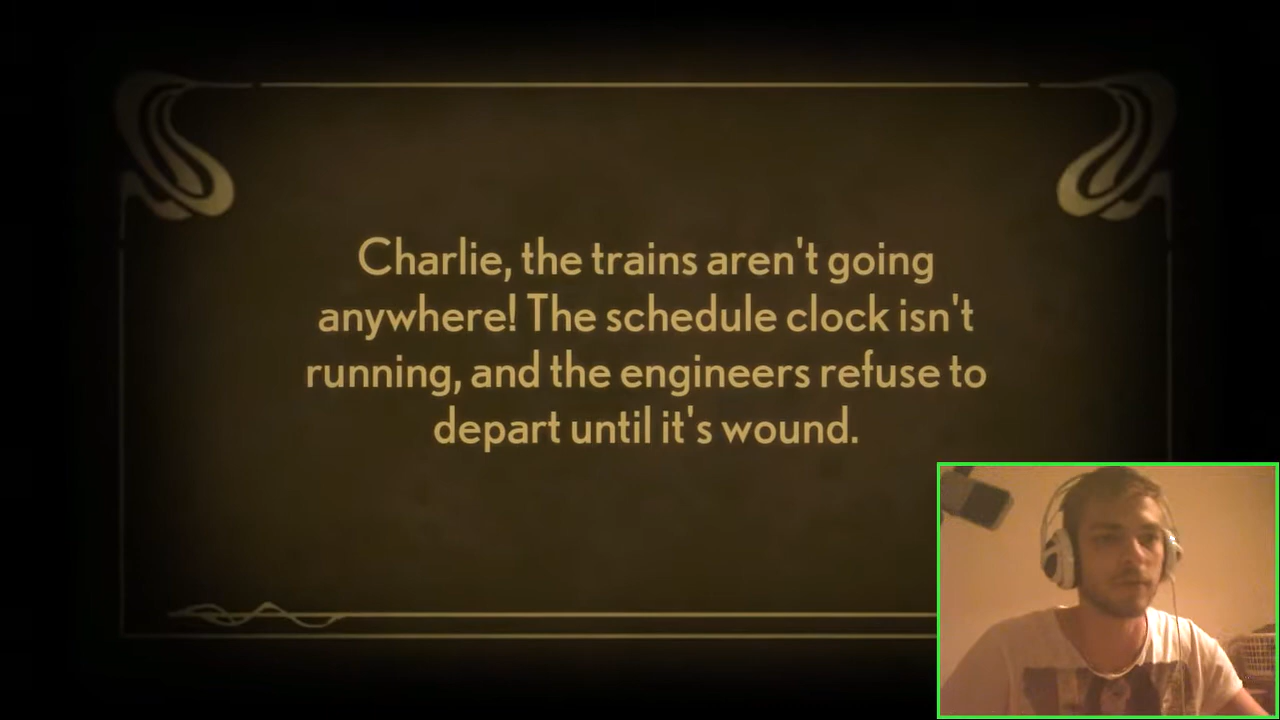 Charlie, the trains aren't going
anywhere! The schedule clock isn't
running, and the engineers refuse to
depart until it's wound.